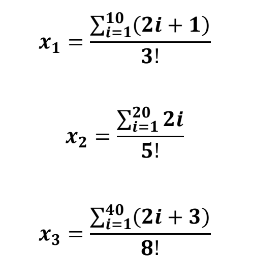 x₁ = ∑¹⁰ᵢ₌₁(2i + 1) / 3!
x₂ = ∑²⁰ᵢ₌₁ 2i / 5!
x₃ = ∑⁴⁰ᵢ₌₁(2i + 3) / 8!